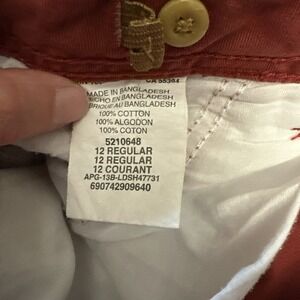 CA 55364
MADE IN BANGLADESH
HECHO EN BANGLADESH
FABRIQUÉ AU BANGLADESH
100% COTTON
100% ALGODON
100% COTON
5210648
12 REGULAR
12 REGULAR
12 COURANT
APG-13B-LDSH47731
690742909640